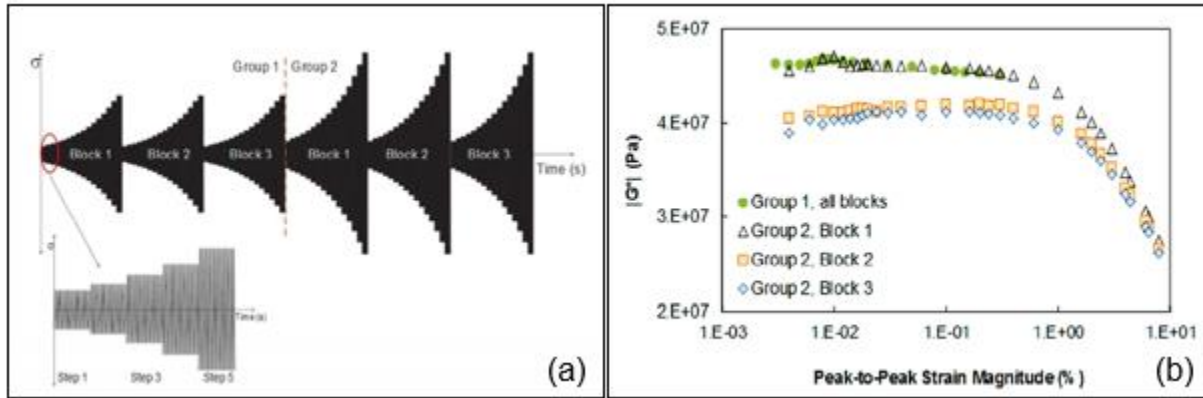 σ
Group 1 Group 2
Block 1 Block 2 Block 3 Block 1 Block 2 Block 3
Time (s)
σ
Time(s)
Step 1 Step 3 Step 5
(a)
5.E+07
4.E+07
3.E+07
2.E+07
|G*| (Pa)
Group 1, all blocks
Group 2, Block 1
Group 2, Block 2
Group 2, Block 3
1.E-03 1.E-02 1.E-01 1.E+00 1.E+01
Peak-to-Peak Strain Magnitude (%)
(b)